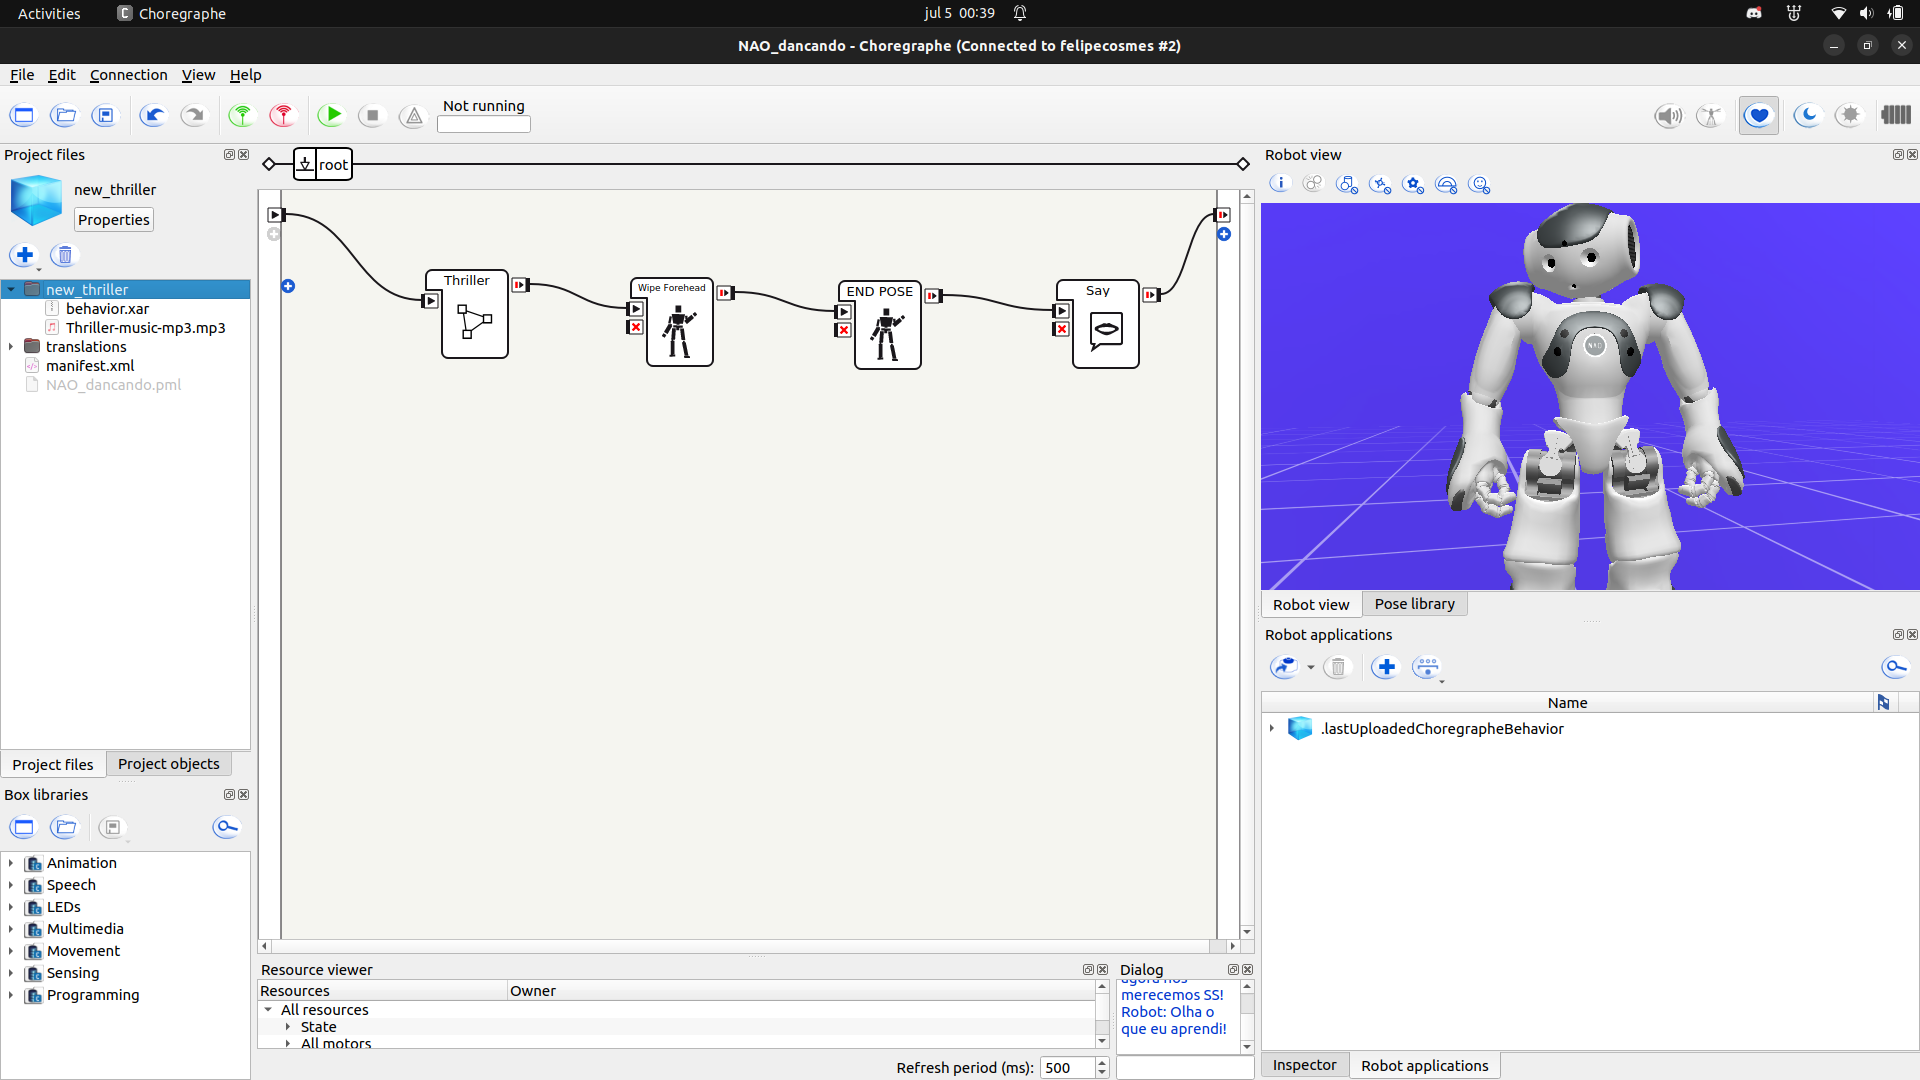 Activities
Choregraphe
jul 5 00:39
NAO_dancando - Choregraphe (Connected to felipecosmes #2)
File Edit Connection View Help
Not running
Project files
new_thriller
Properties
new_thriller
behavior.xar
Thriller-music-mp3.mp3
translations
manifest.xml
NAO_dancando.pml
Project files
Project objects
Box libraries
Animation
Speech
LEDs
Multimedia
Movement
Sensing
Programming
root
Thriller
Wipe Forehead
END POSE
Say
Resource viewer
Resources Owner
All resources
State
All motors
Refresh period (ms): 500
Dialog
agora nós
merecemos SS!
Robot: Olha o
que eu aprendi!
Robot view
NAO
Robot view
Pose library
Robot applications
Name
.lastUploadedChoregrapheBehavior
Inspector
Robot applications